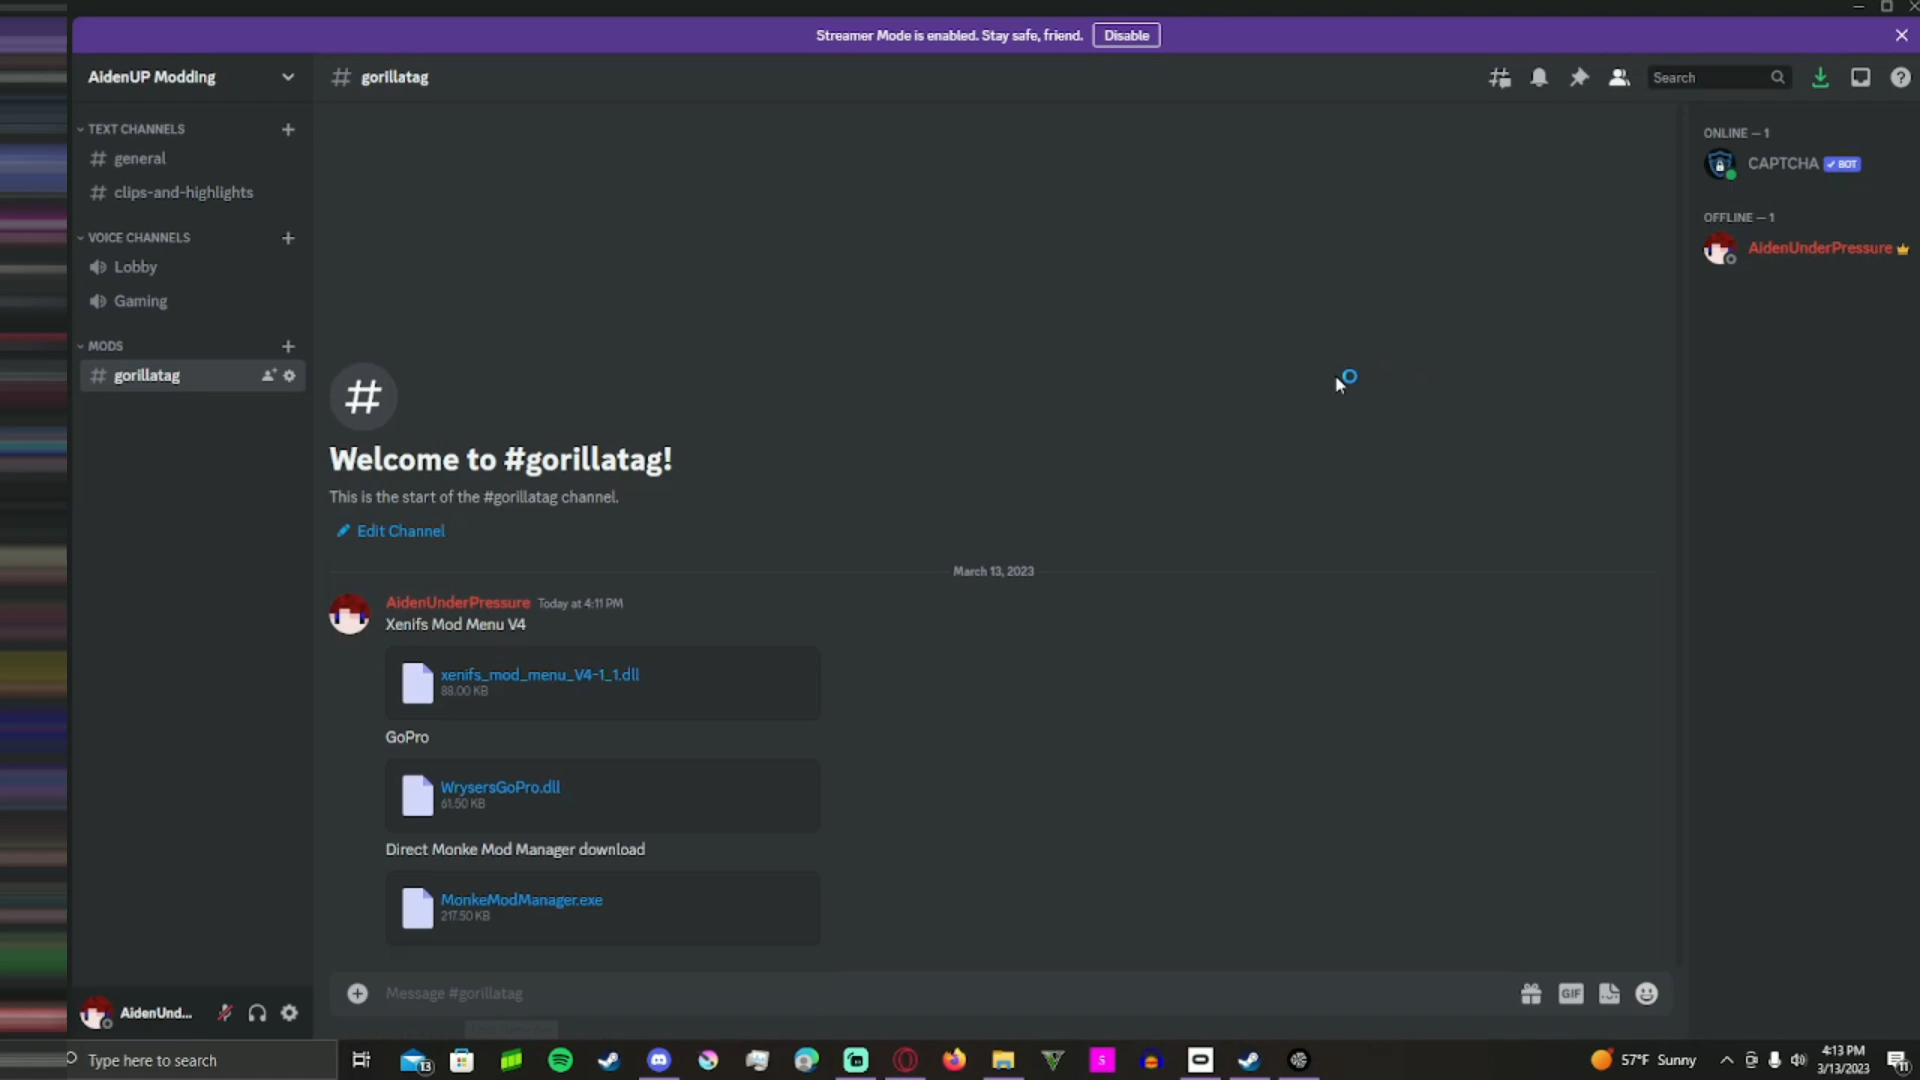 Streamer Mode is enabled. Stay safe, friend. Disable
AidenUP Modding
# gorillatag
Search
TEXT CHANNELS
# general
# clips-and-highlights
VOICE CHANNELS
Lobby
Gaming
MODS
# gorillatag
#
Welcome to #gorillatag!
This is the start of the #gorillatag channel.
Edit Channel
March 13, 2023
AidenUnderPressure Today at 4:11 PM
Xenifs Mod Menu V4
xenifs_mod_menu_V4-1_1.dll
88.00 KB
GoPro
WrysersGoPro.dll
61.50 KB
Direct Monke Mod Manager download
MonkeModManager.exe
217.50 KB
Message #gorillatag
GIF
ONLINE — 1
CAPTCHA ✓ BOT
OFFLINE — 1
AidenUnderPressure
AidenUnd...
Type here to search
13
S
57°F Sunny
4:13 PM
3/13/2023
11